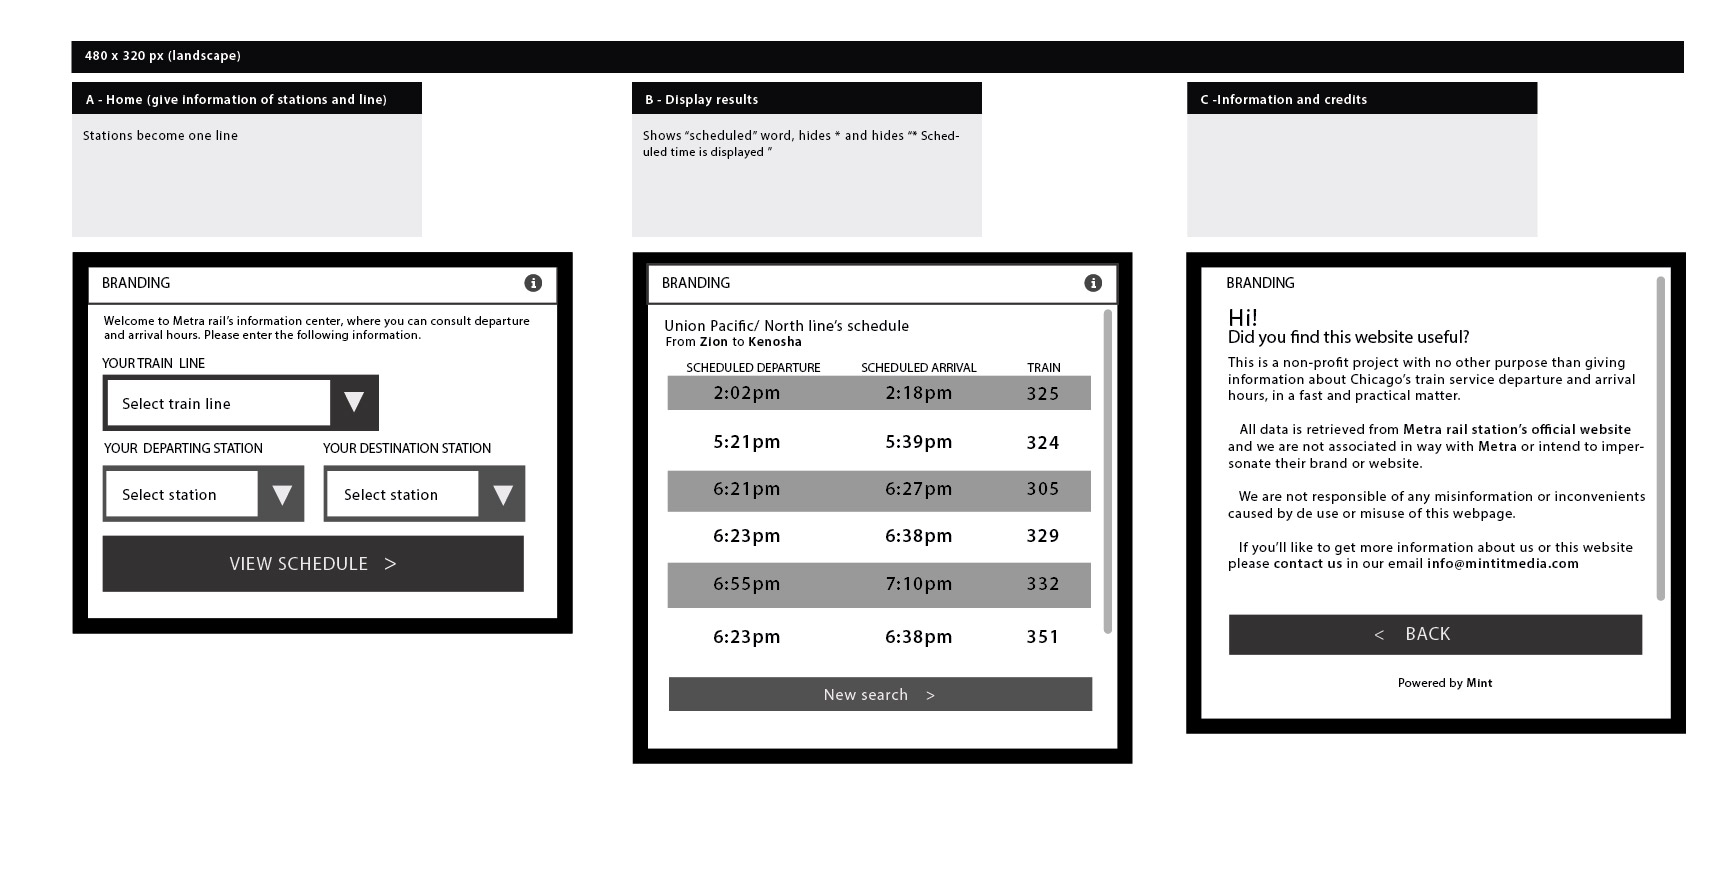 480 x 320 px (landscape)
A - Home (give information of stations and line)
Stations become one line
B - Display results
Shows “scheduled” word, hides * and hides “* Sched-
uled time is displayed ”
C -Information and credits
BRANDING
Welcome to Metra rail’s information center, where you can consult departure
and arrival hours. Please enter the following information.
YOUR TRAIN LINE
Select train line
YOUR DEPARTING STATION YOUR DESTINATION STATION
Select station Select station
VIEW SCHEDULE >
BRANDING
Union Pacific/ North line’s schedule
From Zion to Kenosha
SCHEDULED DEPARTURE SCHEDULED ARRIVAL TRAIN
2:02pm 2:18pm 325
5:21pm 5:39pm 324
6:21pm 6:27pm 305
6:23pm 6:38pm 329
6:55pm 7:10pm 332
6:23pm 6:38pm 351
New search >
BRANDING
Hi!
Did you find this website useful?
This is a non-profit project with no other purpose than giving
information about Chicago’s train service departure and arrival
hours, in a fast and practical matter.
All data is retrieved from Metra rail station’s official website
and we are not associated in way with Metra or intend to imper-
sonate their brand or website.
We are not responsible of any misinformation or inconvenients
caused by de use or misuse of this webpage.
If you’ll like to get more information about us or this website
please contact us in our email info@mintitmedia.com
< BACK
Powered by Mint